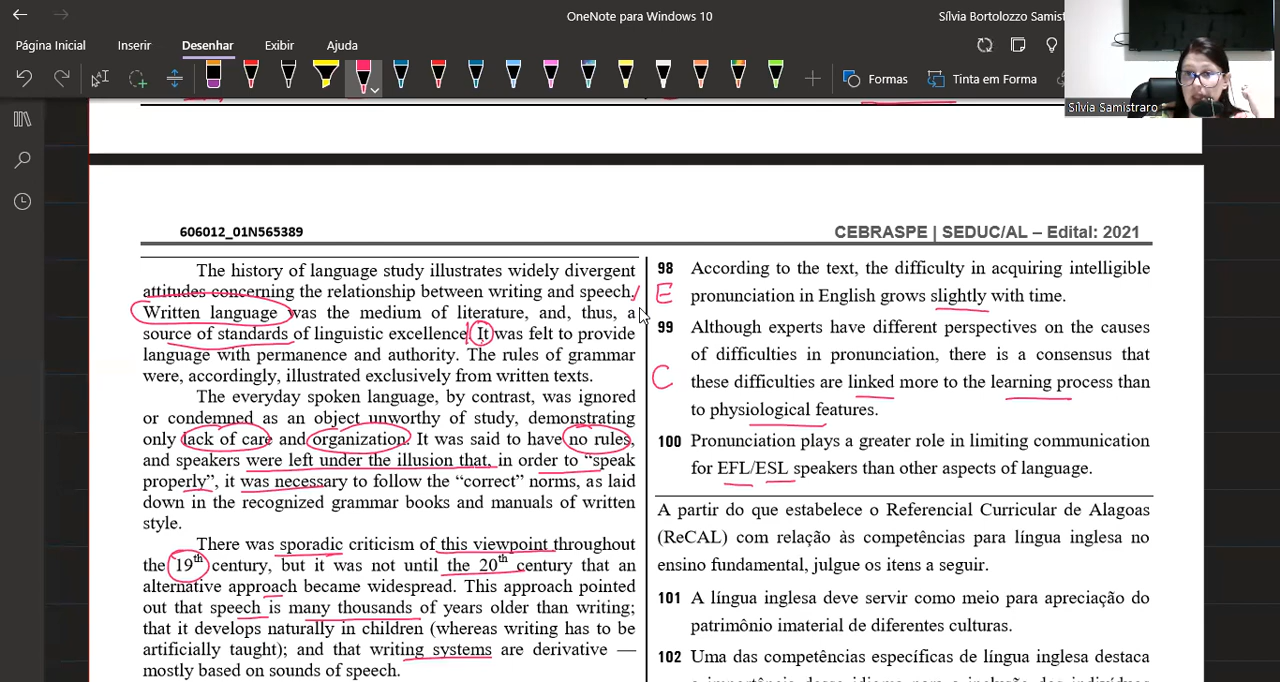 OneNote para Windows 10
Sílvia Bortolozzo Samist
Página Inicial Inserir Desenhar Exibir Ajuda
Formas Tinta em Forma
Sílvia Samistraro
606012_01N565389
CEBRASPE | SEDUC/AL – Edital: 2021
The history of language study illustrates widely divergent
attitudes concerning the relationship between writing and speech,
Written language was the medium of literature, and, thus, a
source of standards of linguistic excellence. It was felt to provide
language with permanence and authority. The rules of grammar
were, accordingly, illustrated exclusively from written texts.
The everyday spoken language, by contrast, was ignored
or condemned as an object unworthy of study, demonstrating
only lack of care and organization. It was said to have no rules,
and speakers were left under the illusion that, in order to “speak
properly”, it was necessary to follow the “correct” norms, as laid
down in the recognized grammar books and manuals of written
style.
There was sporadic criticism of this viewpoint throughout
the 19th century, but it was not until the 20th century that an
alternative approach became widespread. This approach pointed
out that speech is many thousands of years older than writing;
that it develops naturally in children (whereas writing has to be
artificially taught); and that writing systems are derivative —
mostly based on sounds of speech.
98 According to the text, the difficulty in acquiring intelligible
E pronunciation in English grows slightly with time.
99 Although experts have different perspectives on the causes
of difficulties in pronunciation, there is a consensus that
C these difficulties are linked more to the learning process than
to physiological features.
100 Pronunciation plays a greater role in limiting communication
for EFL/ESL speakers than other aspects of language.
A partir do que estabelece o Referencial Curricular de Alagoas
(ReCAL) com relação às competências para língua inglesa no
ensino fundamental, julgue os itens a seguir.
101 A língua inglesa deve servir como meio para apreciação do
patrimônio imaterial de diferentes culturas.
102 Uma das competências específicas de língua inglesa destaca